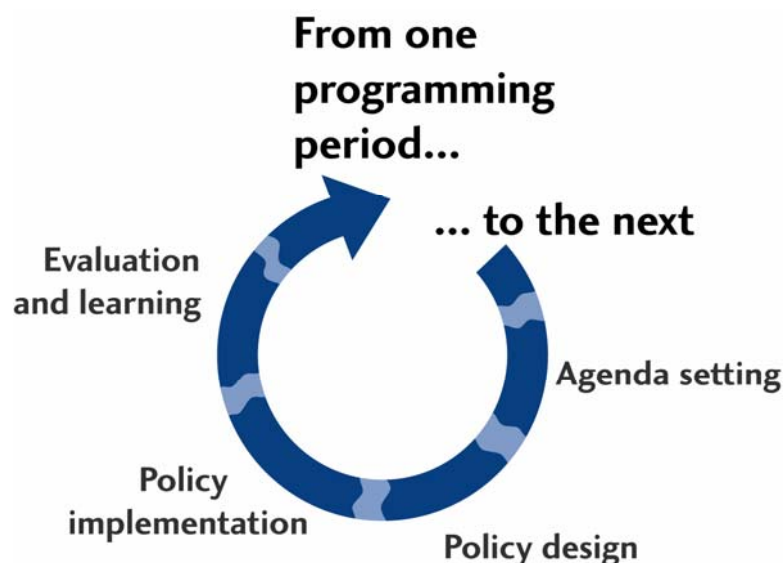 From one
programming
period...
... to the next
Evaluation
and learning
Agenda setting
Policy
implementation
Policy design